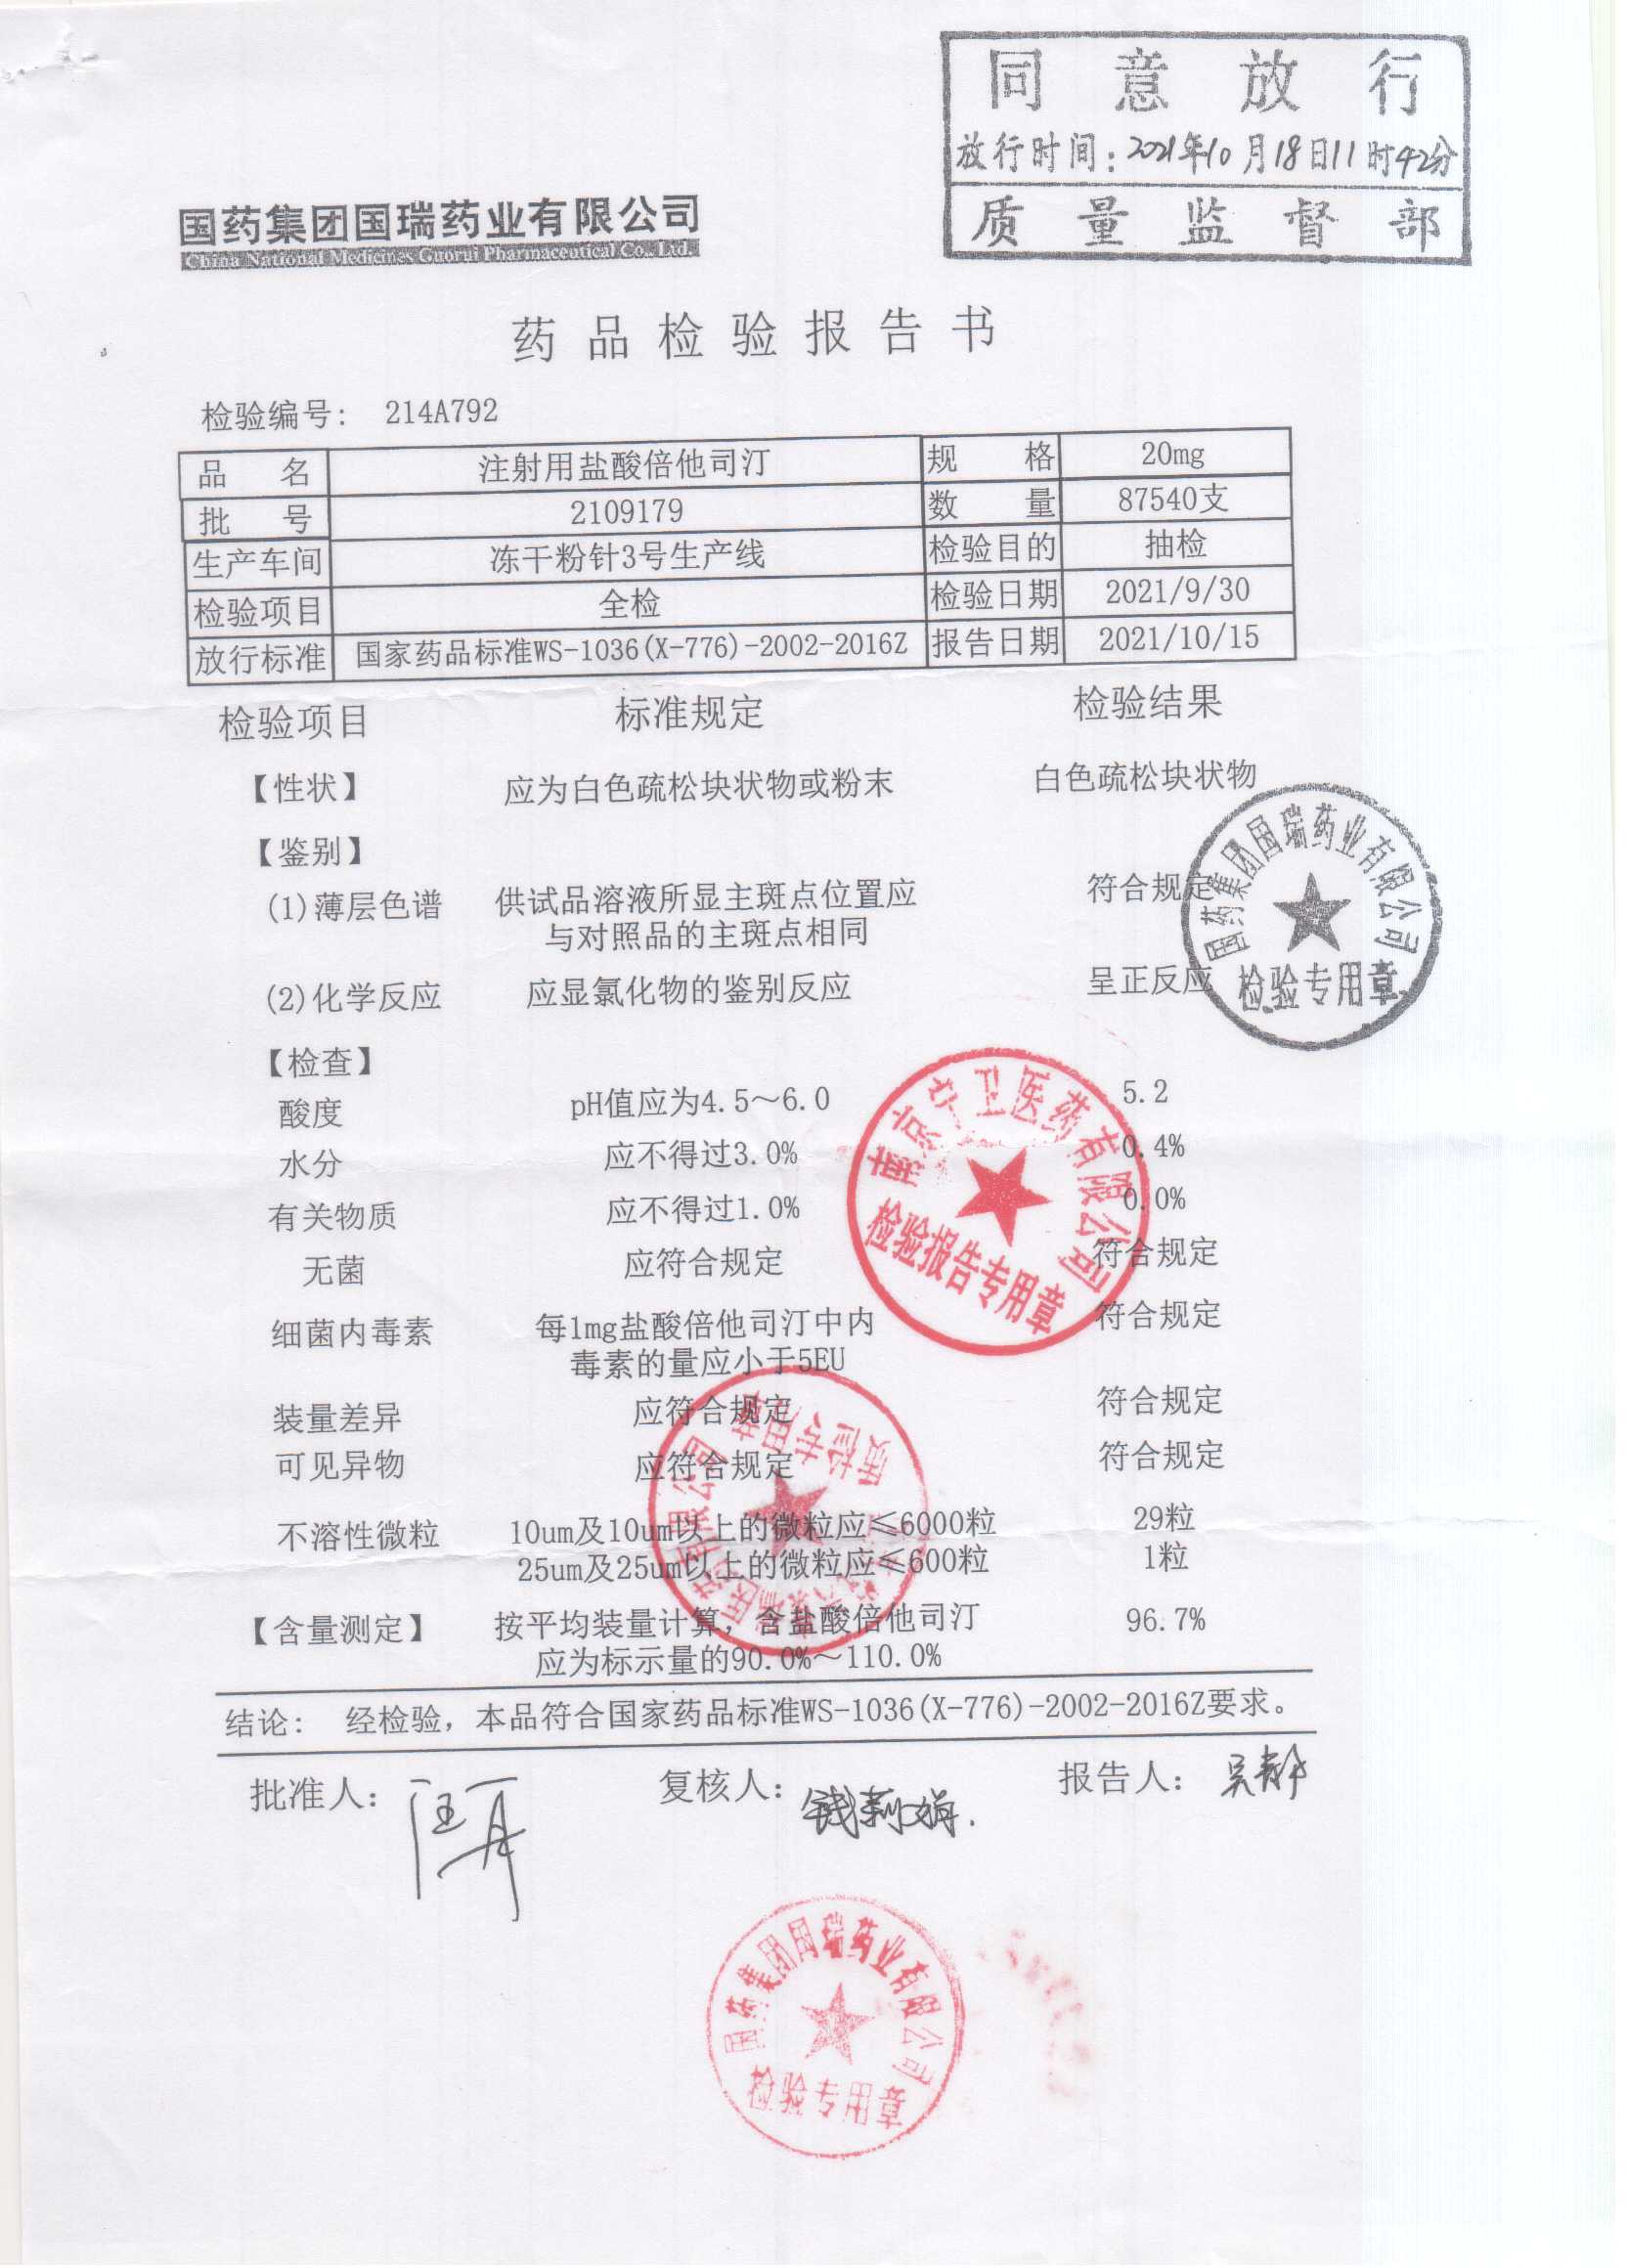 同意放行
放行时间：2021年10月18日11时42分
质量监督部
国药集团国瑞药业有限公司
China National Medicines Guorui Pharmaceutical Co., Ltd.
药品检验报告书
检验编号： 214A792
品名 注射用盐酸倍他司汀 规格 20mg
批号 2109179 数量 87540支
生产车间 冻干粉针3号生产线 检验目的 抽检
检验项目 全检 检验日期 2021/9/30
放行标准 国家药品标准WS-1036(X-776)-2002-2016Z 报告日期 2021/10/15
检验项目 标准规定 检验结果
【性状】 应为白色疏松块状物或粉末 白色疏松块状物
【鉴别】
(1)薄层色谱 供试品溶液所显主斑点位置应 符合规定
与对照品的主斑点相同
(2)化学反应 应显氯化物的鉴别反应 呈正反应
国药集团国瑞药业有限公司
检验专用章
【检查】
酸度 pH值应为4.5～6.0 5.2
水分 应不得过3.0% 0.4%
有关物质 应不得过1.0% 0.0%
无菌 应符合规定 符合规定
细菌内毒素 每1mg盐酸倍他司汀中内 符合规定
毒素的量应小于5EU
卫医药有限公司
检验报告专用章
装量差异 应符合规定 符合规定
可见异物 应符合规定 符合规定
不溶性微粒 10um及10um以上的微粒应≤6000粒 29粒
25um及25um以上的微粒应≤600粒 1粒
【含量测定】 按平均装量计算，含盐酸倍他司汀 96.7%
应为标示量的90.0%～110.0%
结论： 经检验，本品符合国家药品标准WS-1036(X-776)-2002-2016Z要求。
批准人： 复核人：钱莉娟. 报告人：吴静
国药集团国瑞药业有限公司
检验专用章